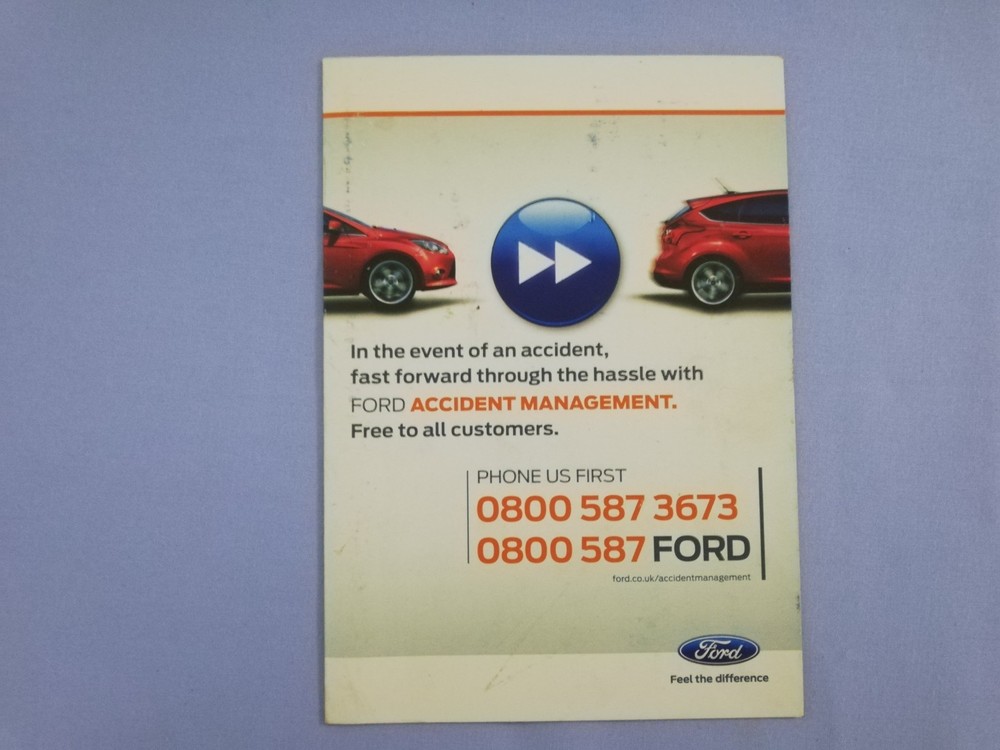 In the event of an accident,
fast forward through the hassle with
FORD ACCIDENT MANAGEMENT.
Free to all customers.
PHONE US FIRST
0800 587 3673
0800 587 FORD
ford.co.uk/accidentmanagement
Ford
Feel the difference